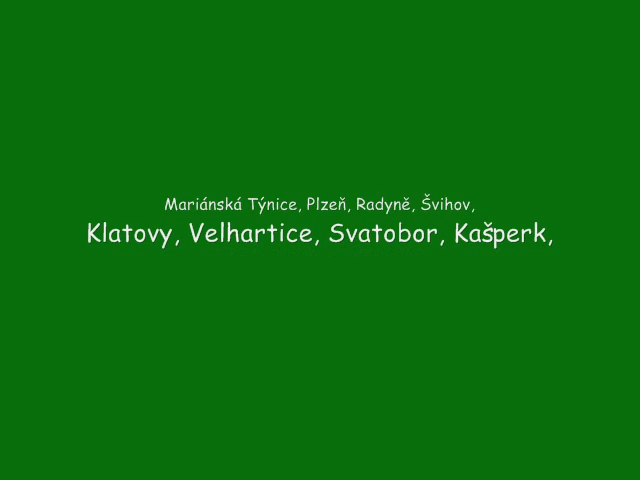 Mariánská Týnice, Plzeň, Radyně, Švihov,
Klatovy, Velhartice, Svatobor, Kašperk,